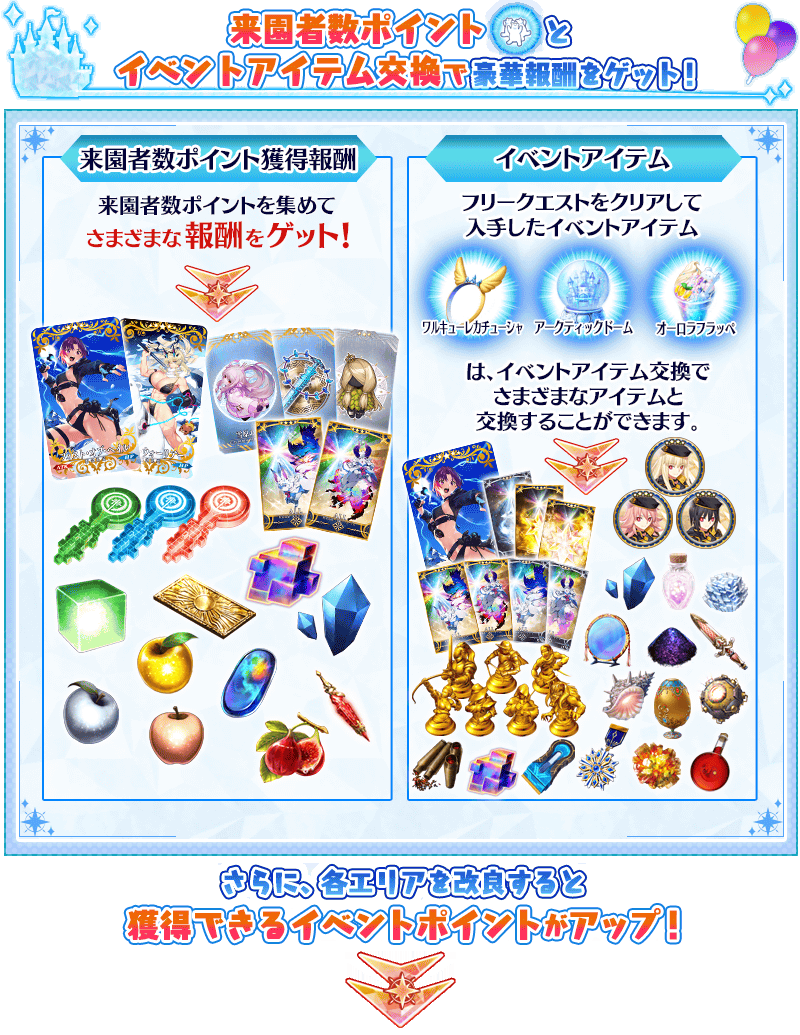 来園者数ポイントと
イベントアイテム交換で豪華報酬をゲット!
来園者数ポイント獲得報酬
来園者数ポイントを集めて
さまざまな報酬をゲット!
イベントアイテム
フリークエストをクリアして
入手したイベントアイテム
ワルキューレカチューシャ
アークティックドーム
オーロラフラッペ
は、イベントアイテム交換で
さまざまなアイテムと
交換することができます。
さらに、各エリアを改良すると
獲得できるイベントポイントがアップ!